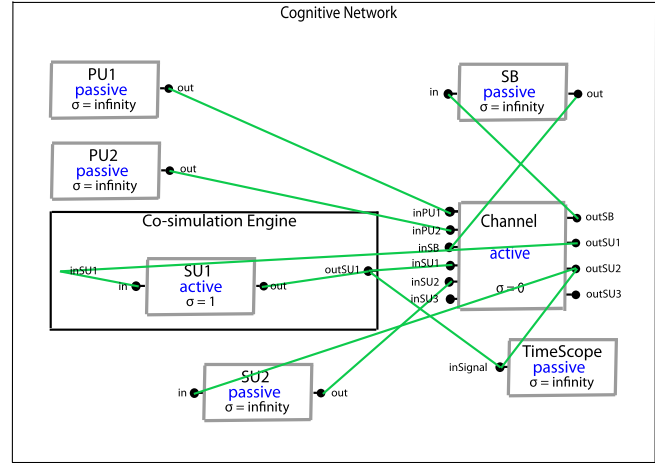 Cognitive Network
PU1
passive
σ = infinity
out
SB
passive
σ = infinity
in
out
PU2
passive
σ = infinity
out
Co-simulation Engine
inSU1
SU1
active
σ = 1
in
out
outSU1
Channel
active
σ = 0
inPU1
inPU2
inSB
inSU1
inSU2
inSU3
outSB
outSU1
outSU2
outSU3
SU2
passive
σ = infinity
in
out
TimeScope
passive
σ = infinity
inSignal